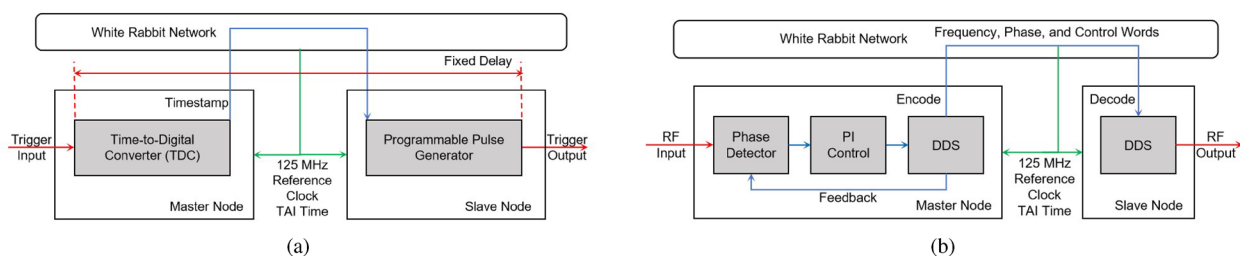 White Rabbit Network
Fixed Delay
Timestamp
Trigger
Input
Time-to-Digital
Converter (TDC)
125 MHz
Reference
Clock
TAI Time
Master Node
Programmable Pulse
Generator
Trigger
Output
Slave Node
(a)
White Rabbit Network
Frequency, Phase, and Control Words
Encode
Decode
RF
Input
Phase
Detector
PI
Control
DDS
Feedback
Master Node
125 MHz
Reference
Clock
TAI Time
DDS
RF
Output
Slave Node
(b)